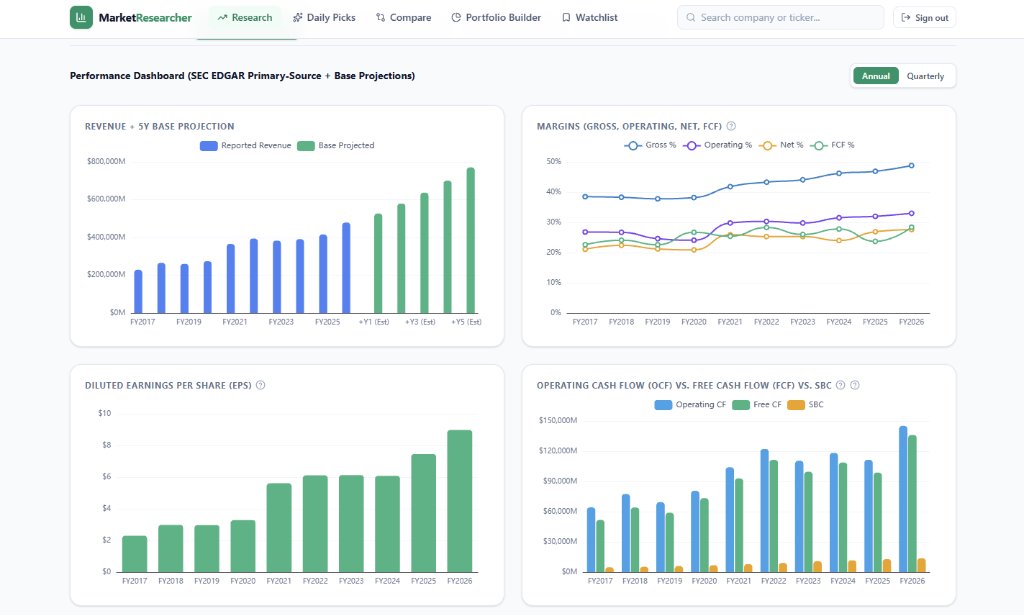 MarketResearcher
Research
Daily Picks
Compare
Portfolio Builder
Watchlist
Search company or ticker...
Sign out
Performance Dashboard (SEC EDGAR Primary-Source + Base Projections)
Annual
Quarterly
REVENUE + 5Y BASE PROJECTION
Reported Revenue
Base Projected
$800,000M
$600,000M
$400,000M
$200,000M
$0M
FY2017
FY2019
FY2021
FY2023
FY2025
+Y1 (Est)
+Y3 (Est)
+Y5 (Est)
MARGINS (GROSS, OPERATING, NET, FCF) ?
Gross %
Operating %
Net %
FCF %
50%
40%
30%
20%
10%
0%
FY2017
FY2018
FY2019
FY2020
FY2021
FY2022
FY2023
FY2024
FY2025
FY2026
DILUTED EARNINGS PER SHARE (EPS) ?
$10
$8
$6
$4
$2
$0
FY2017
FY2018
FY2019
FY2020
FY2021
FY2022
FY2023
FY2024
FY2025
FY2026
OPERATING CASH FLOW (OCF) VS. FREE CASH FLOW (FCF) VS. SBC ? ?
Operating CF
Free CF
SBC
$150,000M
$120,000M
$90,000M
$60,000M
$30,000M
$0M
FY2017
FY2018
FY2019
FY2020
FY2021
FY2022
FY2023
FY2024
FY2025
FY2026